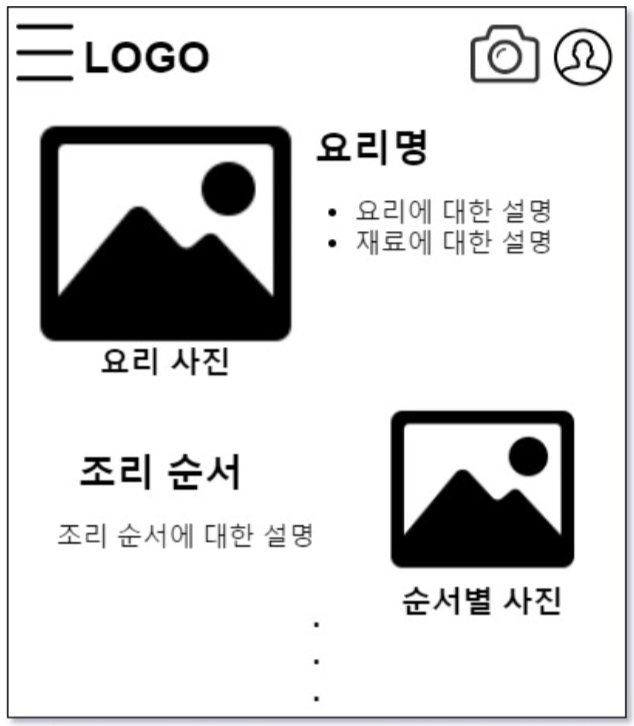 LOGO
요리명
• 요리에 대한 설명
• 재료에 대한 설명
요리 사진
조리 순서
조리 순서에 대한 설명
순서별 사진
.
.
.